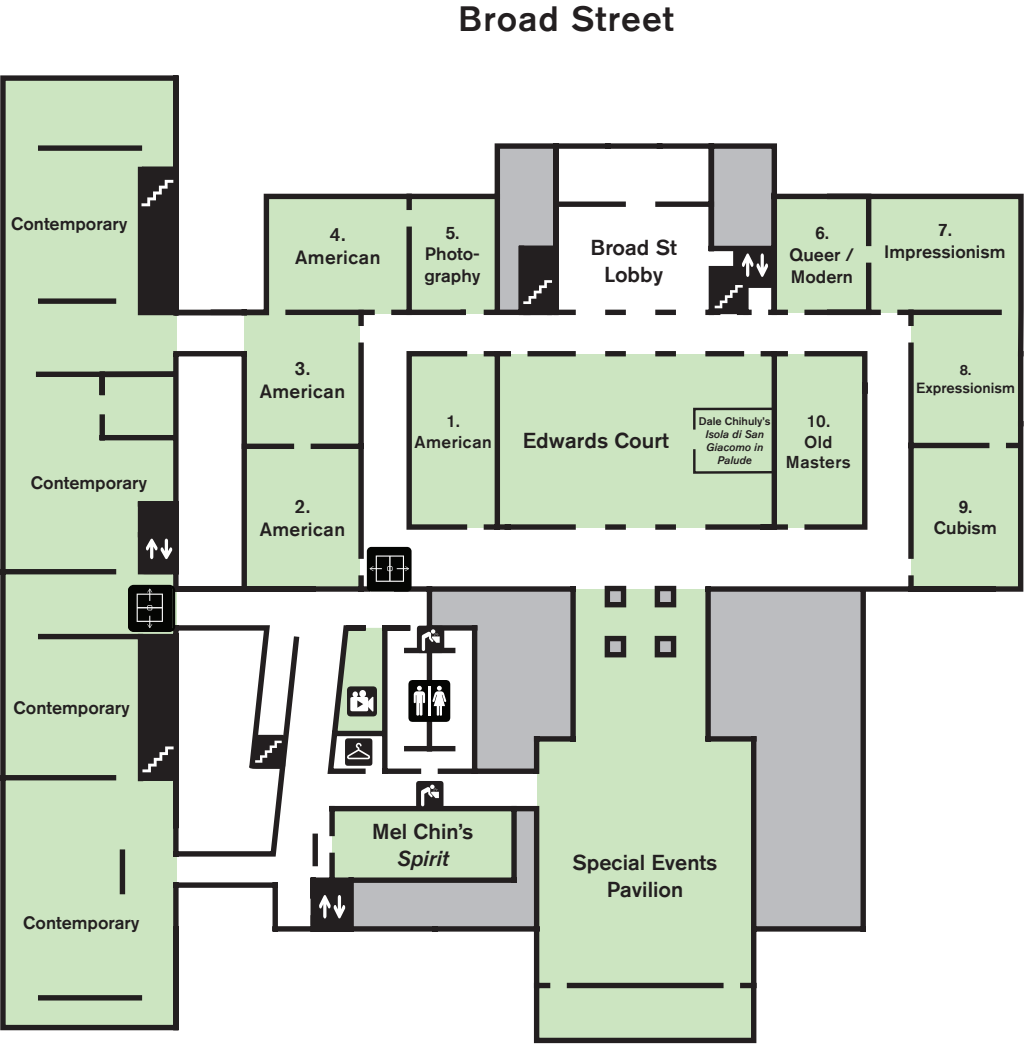 Broad Street
Contemporary
4.
American
5.
Photo-
graphy
Broad St
Lobby
6.
Queer /
Modern
7.
Impressionism
3.
American
1.
American
Edwards Court
Dale Chihuly's
Isola di San
Giacomo in
Palude
10.
Old
Masters
8.
Expressionism
Contemporary
2.
American
9.
Cubism
Contemporary
Mel Chin's
Spirit
Special Events
Pavilion
Contemporary